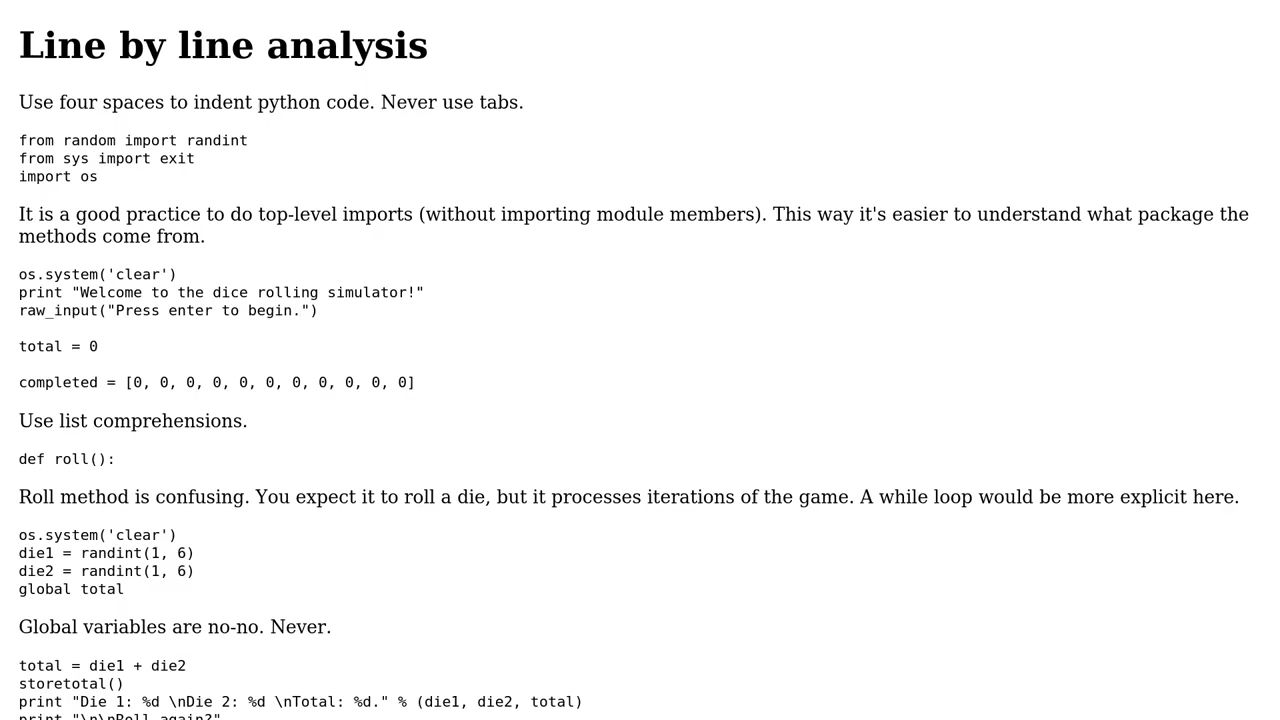 Line by line analysis
Use four spaces to indent python code. Never use tabs.
from random import randint
from sys import exit
import os
It is a good practice to do top-level imports (without importing module members). This way it's easier to understand what package the
methods come from.
os.system('clear')
print "Welcome to the dice rolling simulator!"
raw_input("Press enter to begin.")
total = 0
completed = [0, 0, 0, 0, 0, 0, 0, 0, 0, 0, 0]
Use list comprehensions.
def roll():
Roll method is confusing. You expect it to roll a die, but it processes iterations of the game. A while loop would be more explicit here.
os.system('clear')
die1 = randint(1, 6)
die2 = randint(1, 6)
global total
Global variables are no-no. Never.
total = die1 + die2
storetotal()
print "Die 1: %d \nDie 2: %d \nTotal: %d." % (die1, die2, total)
print "\n\nRoll again?"